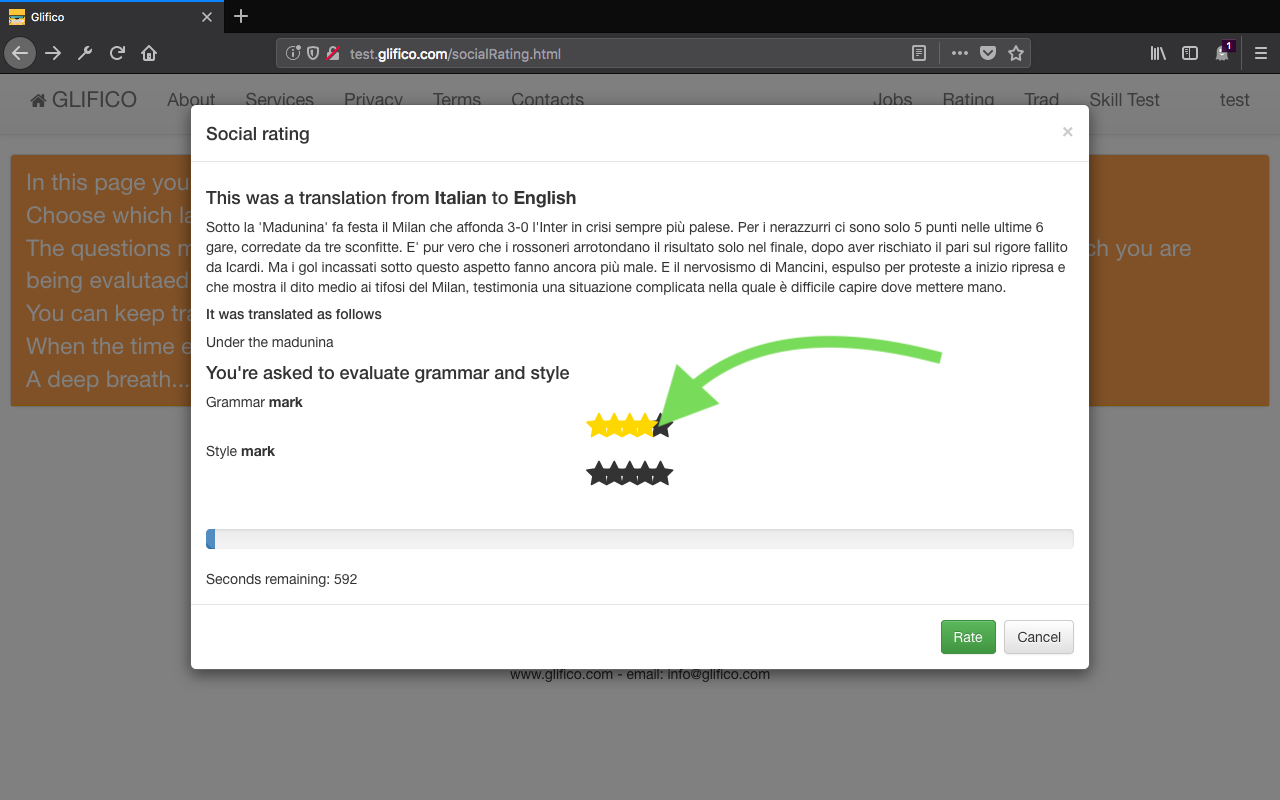 Glifico
test.glifico.com/socialRating.html
1
GLIFICO About Services Privacy Terms Contacts Jobs Rating Trad Skill Test test
Social rating ×
In this page you
Choose which la
The questions m
ch you are
being evalutaed
You can keep tra
When the time e
A deep breath...
This was a translation from Italian to English
Sotto la 'Madunina' fa festa il Milan che affonda 3-0 l'Inter in crisi sempre più palese. Per i nerazzurri ci sono solo 5 punti nelle ultime 6
gare, corredate da tre sconfitte. E' pur vero che i rossoneri arrotondano il risultato solo nel finale, dopo aver rischiato il pari sul rigore fallito
da Icardi. Ma i gol incassati sotto questo aspetto fanno ancora più male. E il nervosismo di Mancini, espulso per proteste a inizio ripresa e
che mostra il dito medio ai tifosi del Milan, testimonia una situazione complicata nella quale è difficile capire dove mettere mano.
It was translated as follows
Under the madunina
You're asked to evaluate grammar and style
Grammar mark
Style mark
Seconds remaining: 592
Rate Cancel
www.glifico.com - email: info@glifico.com